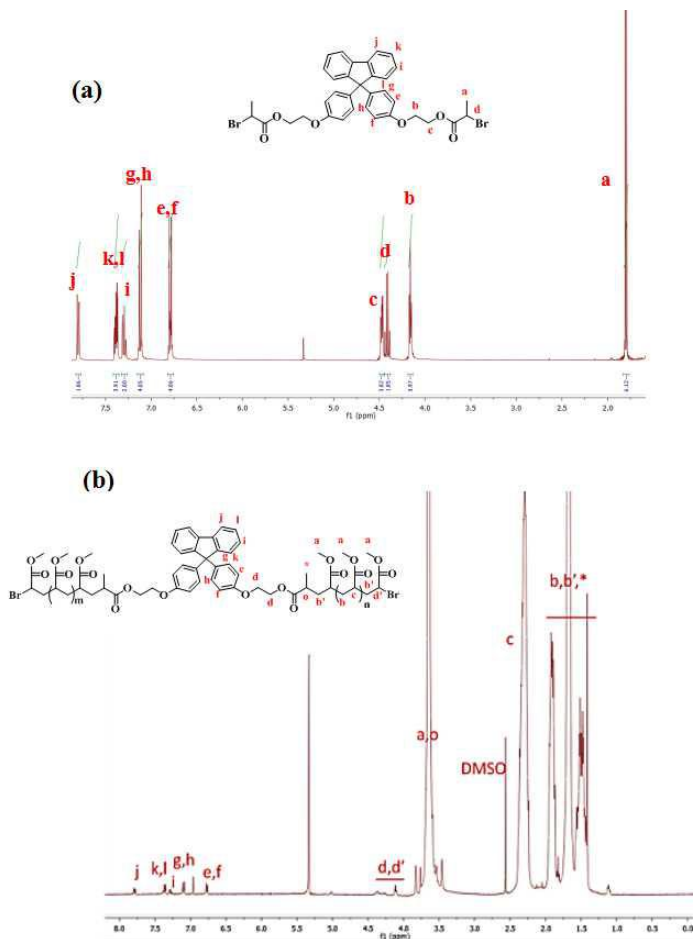 (a)
j
k
i
l
g
h
e
f
b
c
a
d
Br
O
O
O
O
O
O
Br
g,h
e,f
a
b
k,l
d
j
i
c
7.5 7.0 6.5 6.0 5.5 5.0 4.5 4.0 3.5 3.0 2.5 2.0
f1 (ppm)
(b)
j
l
i
k
g
h
e
f
d
d
a
a
a
o
b'
b
c
b'
d'
Br
m
n
Br
b,b',*
c
a,o
DMSO
j
k,l
i
g,h
e,f
d,d'
8.0 7.5 7.0 6.5 6.0 5.5 5.0 4.5 4.0 3.5 3.0 2.5 2.0 1.5 1.0 0.5 0.0
f1 (ppm)